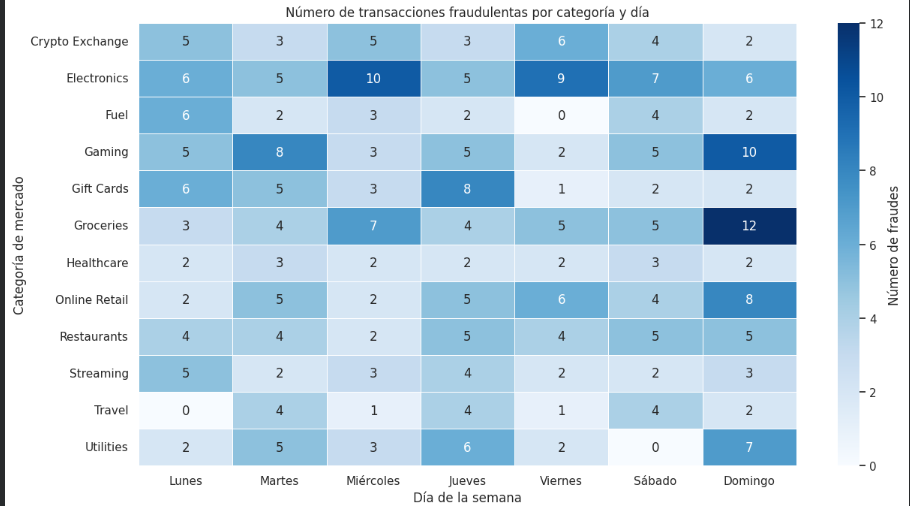 Número de transacciones fraudulentas por categoría y día
Crypto Exchange 5 3 5 3 6 4 2
Electronics 6 5 10 5 9 7 6
Fuel 6 2 3 2 0 4 2
Gaming 5 8 3 5 2 5 10
Gift Cards 6 5 3 8 1 2 2
Groceries 3 4 7 4 5 5 12
Healthcare 2 3 2 2 2 3 2
Online Retail 2 5 2 5 6 4 8
Restaurants 4 4 2 5 4 5 5
Streaming 5 2 3 4 2 2 3
Travel 0 4 1 4 1 4 2
Utilities 2 5 3 6 2 0 7
Lunes Martes Miércoles Jueves Viernes Sábado Domingo
Día de la semana
Categoría de mercado
12
10
8
6
4
2
0
Número de fraudes